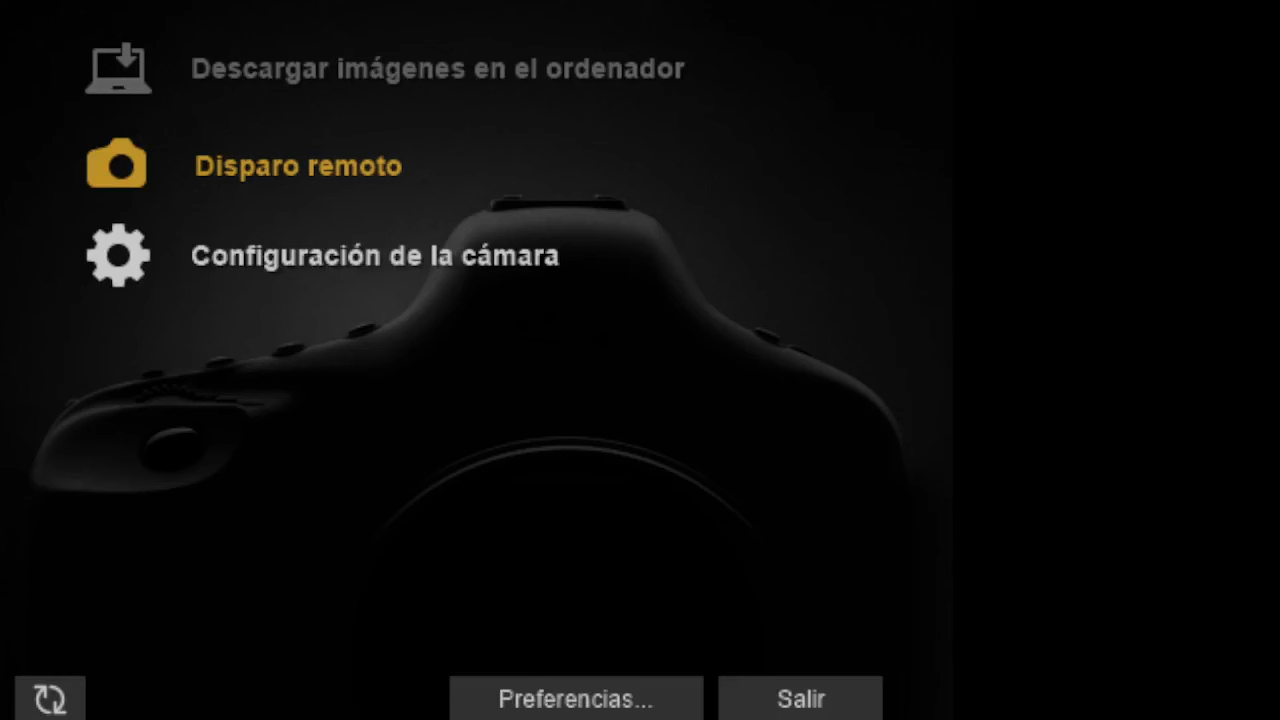 Descargar imágenes en el ordenador
Disparo remoto
Configuración de la cámara
Preferencias...
Salir